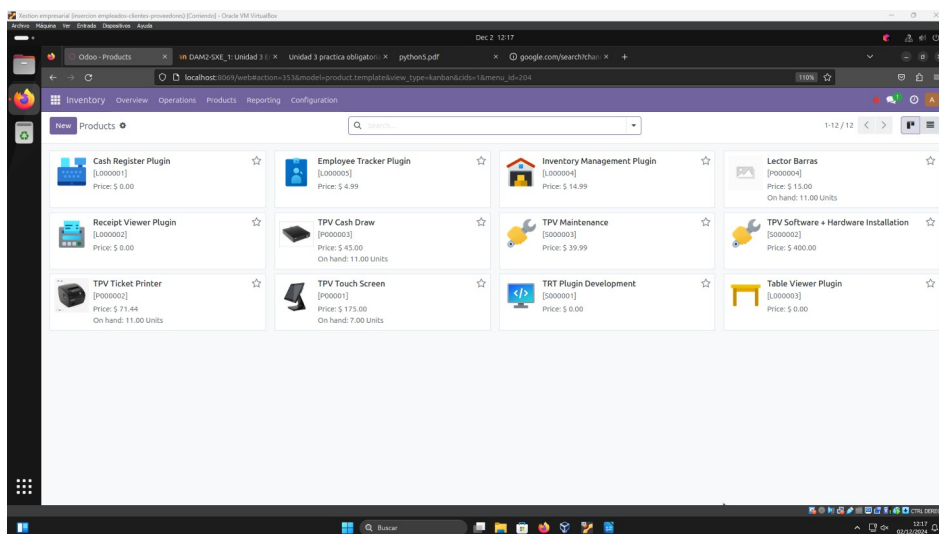 Xestion empresarial (insercion empleados-clientes-proveedores) [Corriendo] - Oracle VM VirtualBox
Archivo Máquina Ver Entrada Dispositivos Ayuda
Dec 2 12:17
Odoo - Products
DAM2-SXE_1: Unidad 3
Unidad 3 practica obligatori
python5.pdf
google.com/search?chan
localhost:8069/web#action=353&model=product.template&view_type=kanban&cids=1&menu_id=204
110%
Inventory Overview Operations Products Reporting Configuration
1
A
New Products
Search...
1-12 / 12
Cash Register Plugin
[L000001]
Price: $ 0.00
Employee Tracker Plugin
[L000005]
Price: $ 4.99
Inventory Management Plugin
[L000004]
Price: $ 14.99
Lector Barras
[P000004]
Price: $ 15.00
On hand: 11.00 Units
Receipt Viewer Plugin
[L000002]
Price: $ 0.00
TPV Cash Draw
[P000003]
Price: $ 45.00
On hand: 11.00 Units
TPV Maintenance
[S000003]
Price: $ 39.99
TPV Software + Hardware Installation
[S000002]
Price: $ 400.00
TPV Ticket Printer
[P000002]
Price: $ 71.44
On hand: 11.00 Units
TPV Touch Screen
[P00001]
Price: $ 175.00
On hand: 7.00 Units
TRT Plugin Development
[S000001]
Price: $ 0.00
Table Viewer Plugin
[L000003]
Price: $ 0.00
Buscar
12:17
02/12/2024